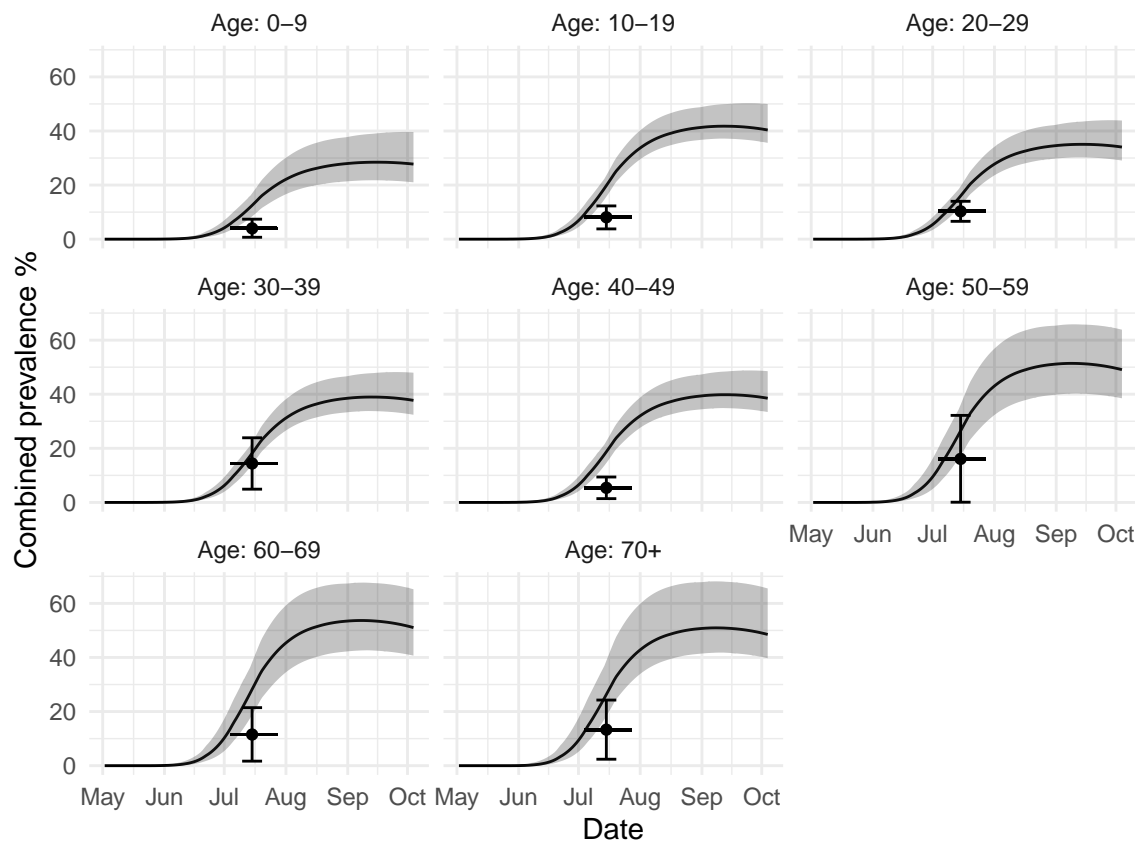 Age: 0–9 Age: 10–19 Age: 20–29
60
40
20
0
Age: 30–39 Age: 40–49 Age: 50–59
60
40
20
0
May Jun Jul Aug Sep Oct
Age: 60–69 Age: 70+
60
40
20
0
May Jun Jul Aug Sep Oct May Jun Jul Aug Sep Oct
Date
Combined prevalence %